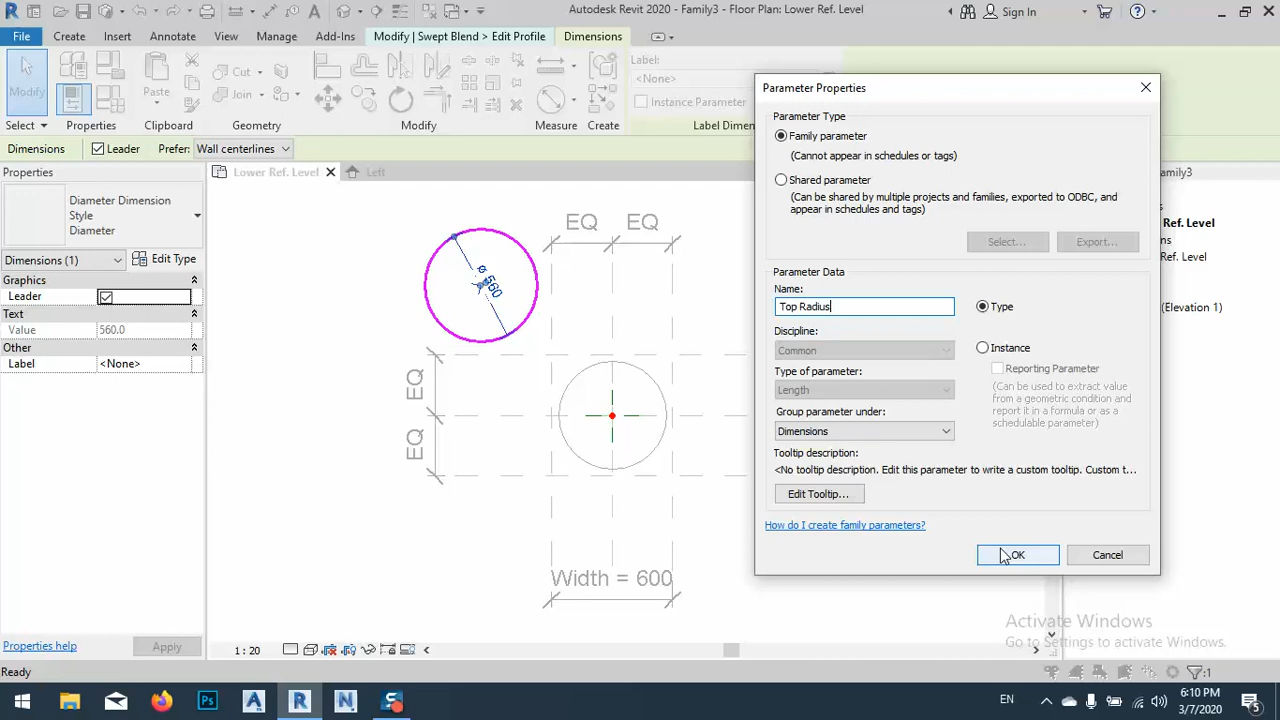 Autodesk Revit 2020 - Family3 - Floor Plan: Lower Ref. Level
Sign In
File Create Insert Annotate View Manage Add-Ins Modify | Swept Blend > Edit Profile Dimensions
Modify
Paste
Cut
Join
Label:
<None>
Instance Parameter
Select Properties Clipboard Geometry Modify Measure Create Label Dimen
Dimensions Leader Prefer: Wall centerlines
Properties
Diameter Dimension
Style
Diameter
Dimensions (1)
Edit Type
Graphics
Leader
Text
Value 560.0
Other
Label <None>
Properties help
Apply
Lower Ref. Level
Left
EQ EQ
ø 560
EQ
EQ
Width = 600
1 : 20
Parameter Properties
Parameter Type
Family parameter
(Cannot appear in schedules or tags)
Shared parameter
(Can be shared by multiple projects and families, exported to ODBC, and
appear in schedules and tags)
Select...
Export...
Parameter Data
Name:
Top Radius
Type
Discipline:
Common
Instance
Reporting Parameter
(Can be used to extract value
from a geometric condition and
report it in a formula or as a
schedulable parameter)
Type of parameter:
Length
Group parameter under:
Dimensions
Tooltip description:
<No tooltip description. Edit this parameter to write a custom tooltip. Custom t...
Edit Tooltip...
How do I create family parameters?
OK
Cancel
Family3
s
Ref. Level
ef. Level
(Elevation 1)
Activate Windows
Go to Settings to activate Windows.
Ready
:1
Ps
EN
6:10 PM
3/7/2020
5